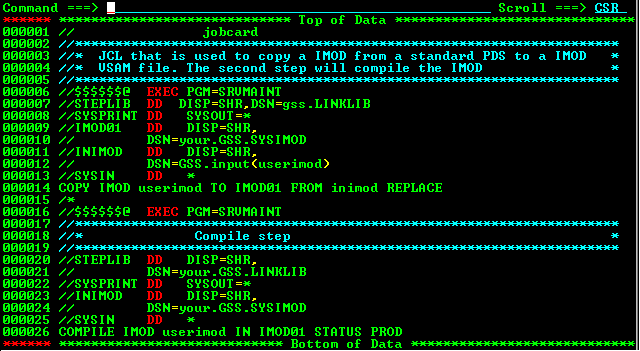 Command ===> Scroll ===> CSR
****** ***************************** Top of Data ******************************
000001 // jobcard
000002 //*********************************************************************
000003 //* JCL that is used to copy a IMOD from a standard PDS to a IMOD *
000004 //* VSAM file. The second step will compile the IMOD *
000005 //*********************************************************************
000006 //$$$$$$@ EXEC PGM=SRVMAINT
000007 //STEPLIB DD DISP=SHR,DSN=gss.LINKLIB
000008 //SYSPRINT DD SYSOUT=*
000009 //IMOD01 DD DISP=SHR,
000010 // DSN=your.GSS.SYSIMOD
000011 //INIMOD DD DISP=SHR,
000012 // DSN=GSS.input(userimod)
000013 //SYSIN DD *
000014 COPY IMOD userimod TO IMOD01 FROM inimod REPLACE
000015 /*
000016 //$$$$$$@ EXEC PGM=SRVMAINT
000017 //*********************************************************************
000018 //* Compile step *
000019 //*********************************************************************
000020 //STEPLIB DD DISP=SHR,
000021 // DSN=your.GSS.LINKLIB
000022 //SYSPRINT DD SYSOUT=*
000023 //INIMOD DD DISP=SHR,
000024 // DSN=your.GSS.SYSIMOD
000025 //SYSIN DD *
000026 COMPILE IMOD userimod IN IMOD01 STATUS PROD
****** **************************** Bottom of Data ****************************